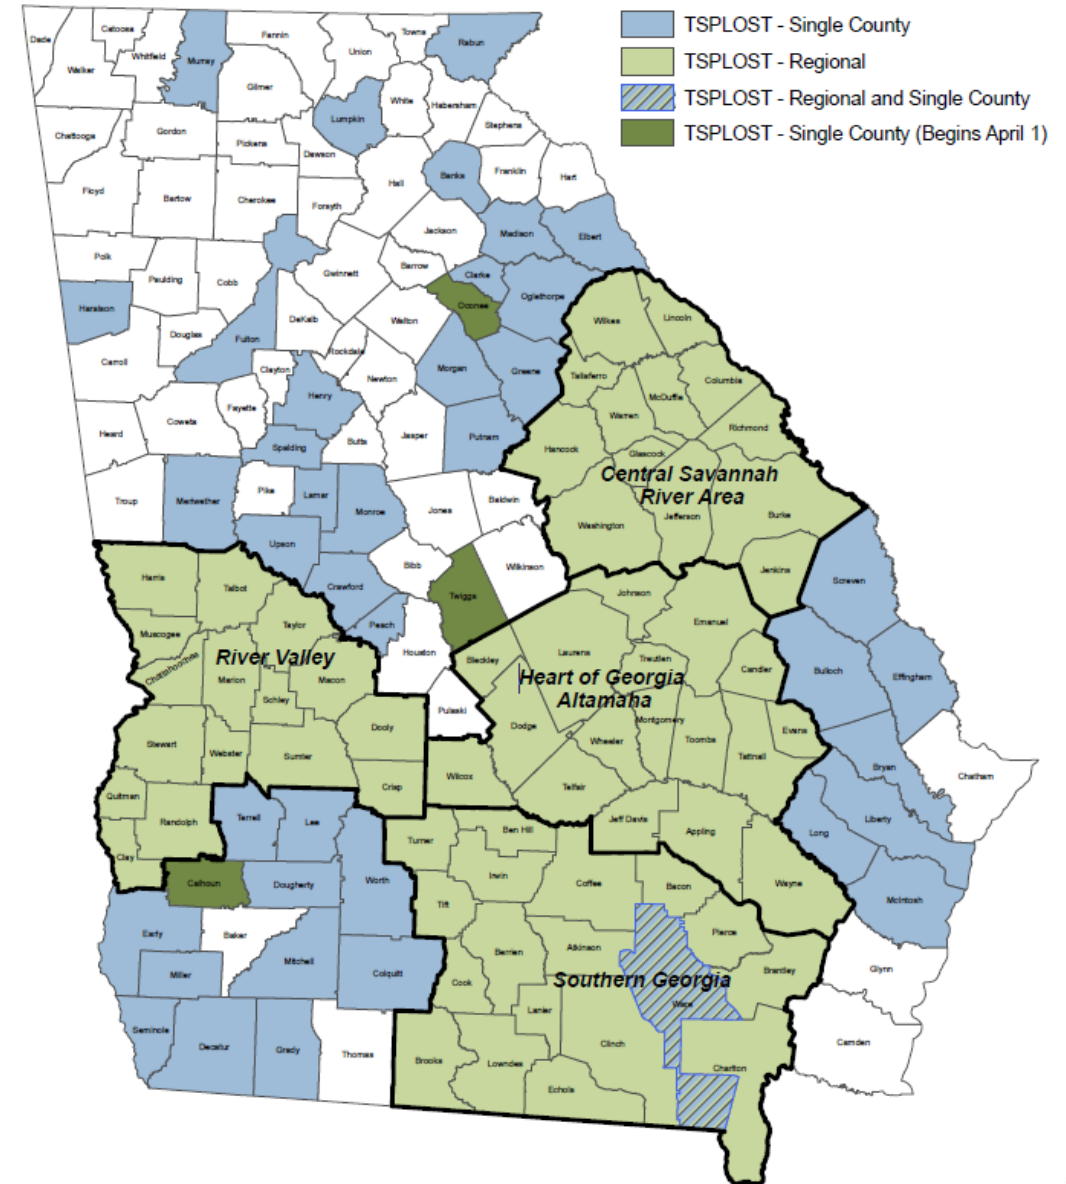 TSPLOST - Single County
TSPLOST - Regional
TSPLOST - Regional and Single County
TSPLOST - Single County (Begins April 1)
Dade
Catoosa
Whitfield
Murray
Fannin
Union
Towns
Rabun
Walker
Gilmer
White
Habersham
Lumpkin
Stephens
Chattooga
Gordon
Pickens
Dawson
Banks
Franklin
Hart
Hall
Floyd
Bartow
Cherokee
Forsyth
Jackson
Madison
Elbert
Polk
Paulding
Cobb
Gwinnett
Barrow
Clarke
Oglethorpe
Oconee
Haralson
Douglas
Fulton
DeKalb
Walton
Wilkes
Lincoln
Rockdale
Carroll
Clayton
Newton
Morgan
Greene
Taliaferro
Columbia
McDuffie
Fayette
Henry
Heard
Coweta
Spalding
Butts
Jasper
Putnam
Warren
Richmond
Hancock
Glascock
Central Savannah
River Area
Troup
Meriwether
Pike
Lamar
Monroe
Jones
Baldwin
Washington
Jefferson
Burke
Upson
Bibb
Wilkinson
Jenkins
Screven
Harris
Talbot
Crawford
Twiggs
Johnson
Emanuel
Muscogee
Taylor
Peach
Houston
Bleckley
Laurens
Treutlen
Candler
Bulloch
Effingham
River Valley
Chattahoochee
Marion
Macon
Schley
Heart of Georgia
Altamaha
Pulaski
Dodge
Montgomery
Dooly
Stewart
Webster
Sumter
Wheeler
Toombs
Tattnall
Evans
Bryan
Chatham
Wilcox
Telfair
Crisp
Quitman
Randolph
Terrell
Lee
Jeff Davis
Appling
Long
Liberty
Turner
Ben Hill
Clay
Calhoun
Dougherty
Worth
Irwin
Coffee
Bacon
Wayne
McIntosh
Tift
Early
Baker
Pierce
Miller
Mitchell
Colquitt
Berrien
Atkinson
Southern Georgia
Brantley
Glynn
Cook
Ware
Lanier
Seminole
Decatur
Grady
Thomas
Brooks
Lowndes
Clinch
Echols
Charlton
Camden